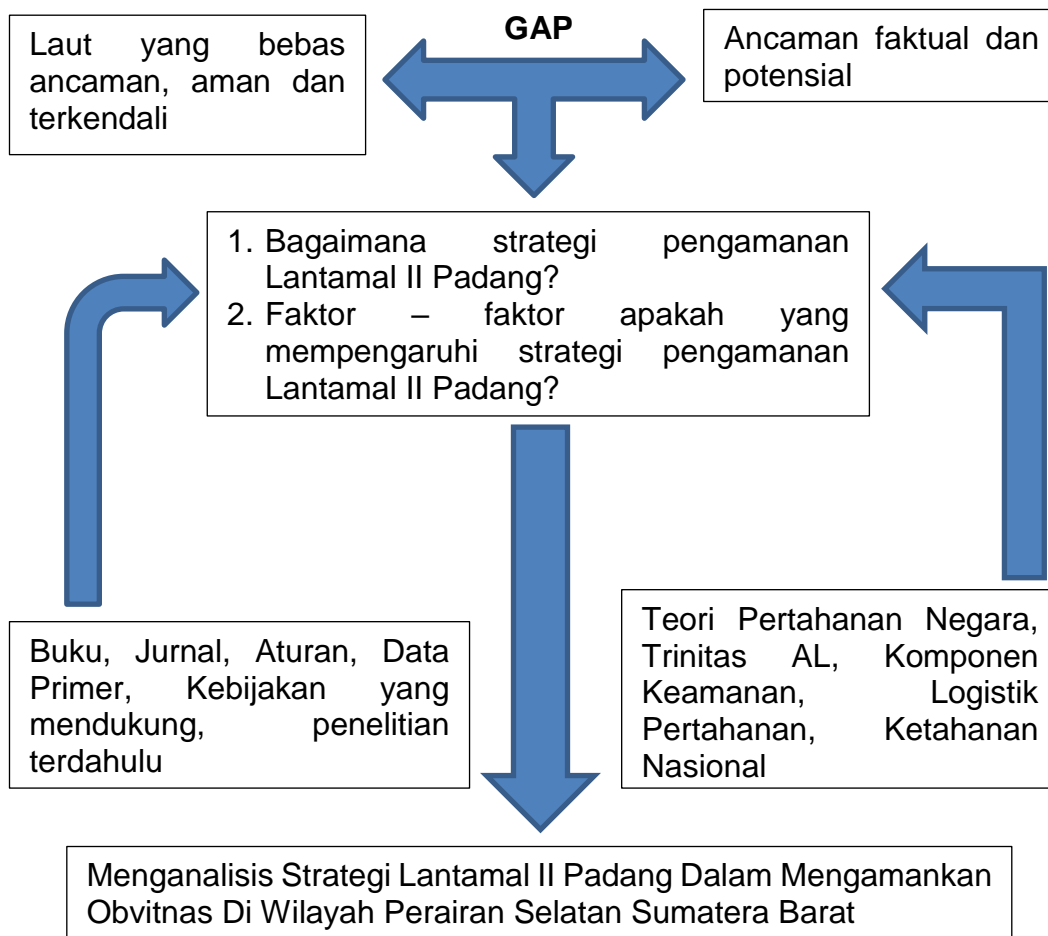 GAP
Laut yang bebas
ancaman, aman dan
terkendali
Ancaman faktual dan
potensial
1. Bagaimana strategi pengamanan
Lantamal II Padang?
2. Faktor – faktor apakah yang
mempengaruhi strategi pengamanan
Lantamal II Padang?
Buku, Jurnal, Aturan, Data
Primer, Kebijakan yang
mendukung, penelitian
terdahulu
Teori Pertahanan Negara,
Trinitas AL, Komponen
Keamanan, Logistik
Pertahanan, Ketahanan
Nasional
Menganalisis Strategi Lantamal II Padang Dalam Mengamankan
Obvitnas Di Wilayah Perairan Selatan Sumatera Barat